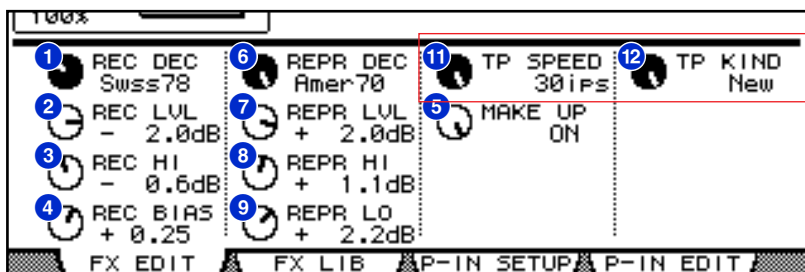 100%
1 REC DEC 6 REPR DEC 11 TP SPEED 12 TP KIND
Swss78 Amer70 30ips New
2 REC LVL 7 REPR LVL 5 MAKE UP
- 2.0dB + 2.0dB ON
3 REC HI 8 REPR HI
- 0.6dB + 1.1dB
4 REC BIAS 9 REPR LO
+ 0.25 + 2.2dB
FX EDIT FX LIB P-IN SETUP P-IN EDIT